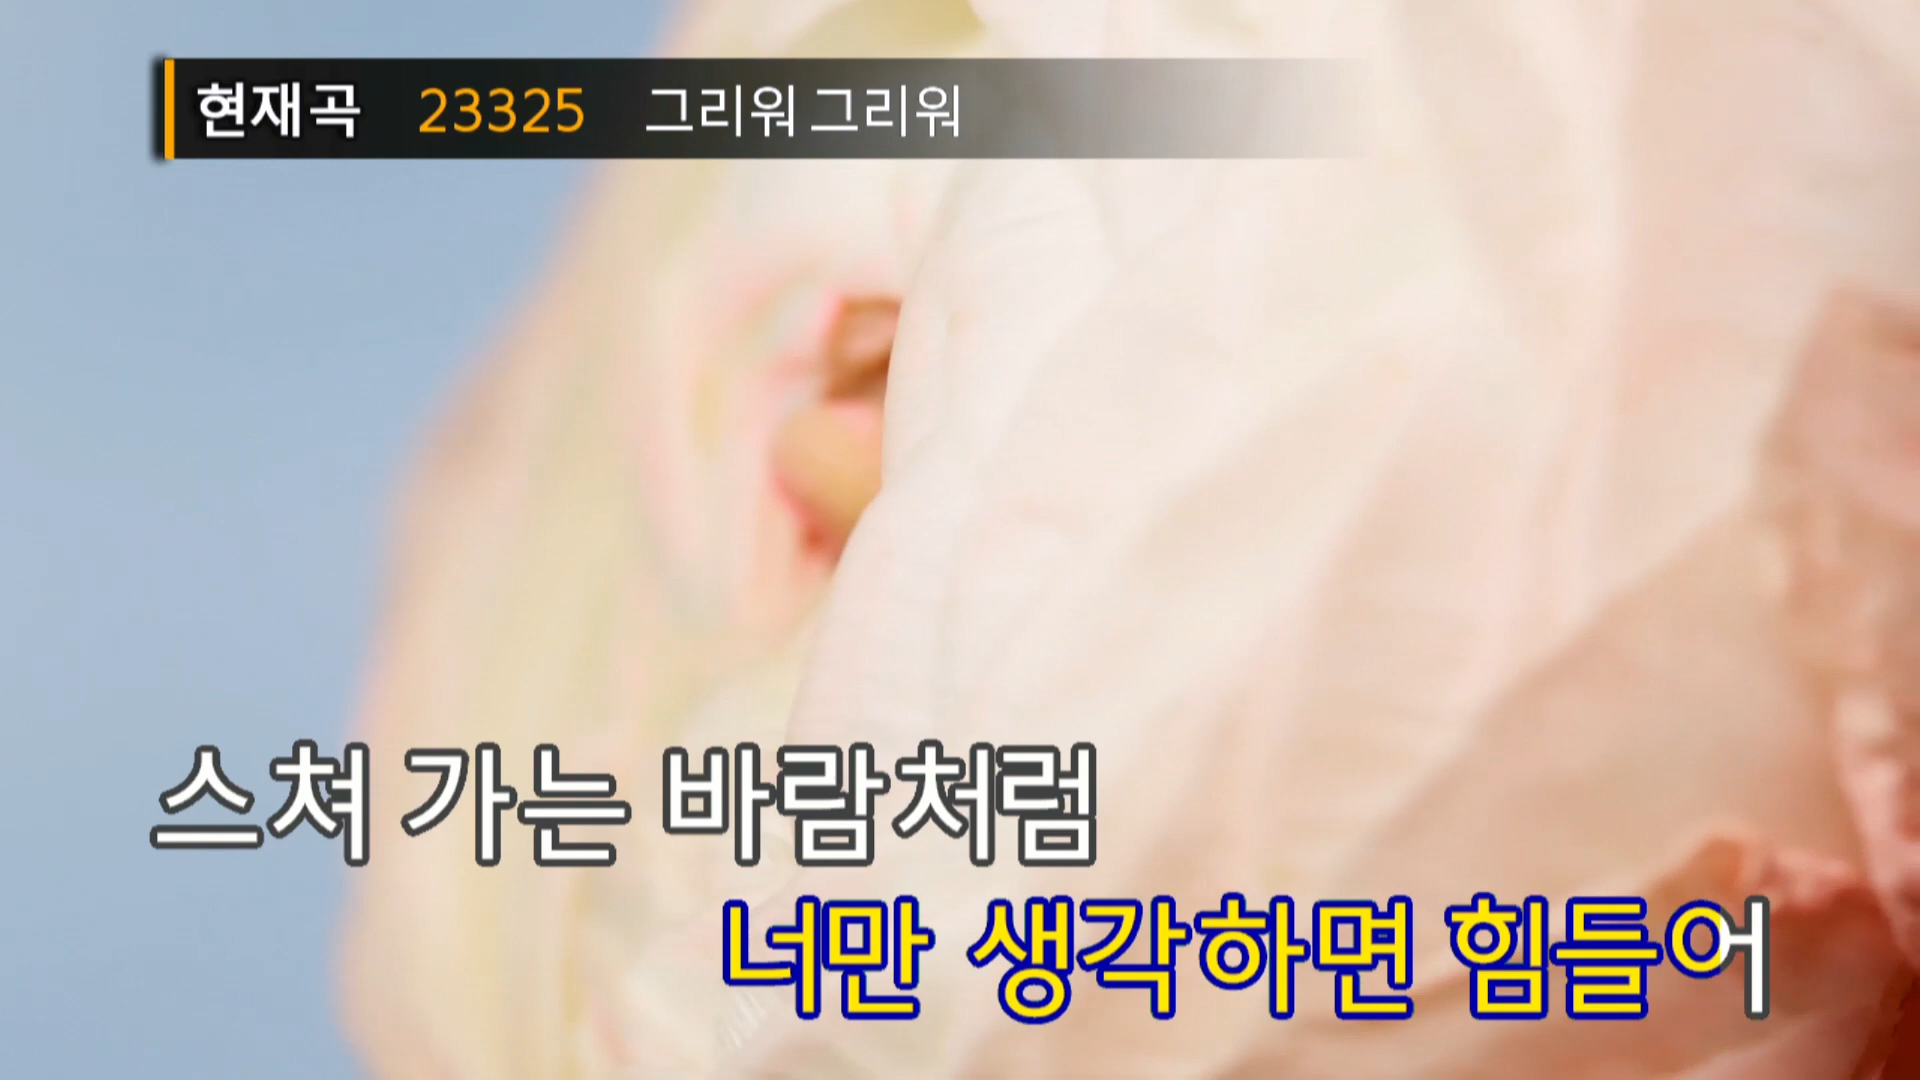 현재곡 23325 그리워 그리워
스쳐 가는 바람처럼
너만 생각하면 힘들어